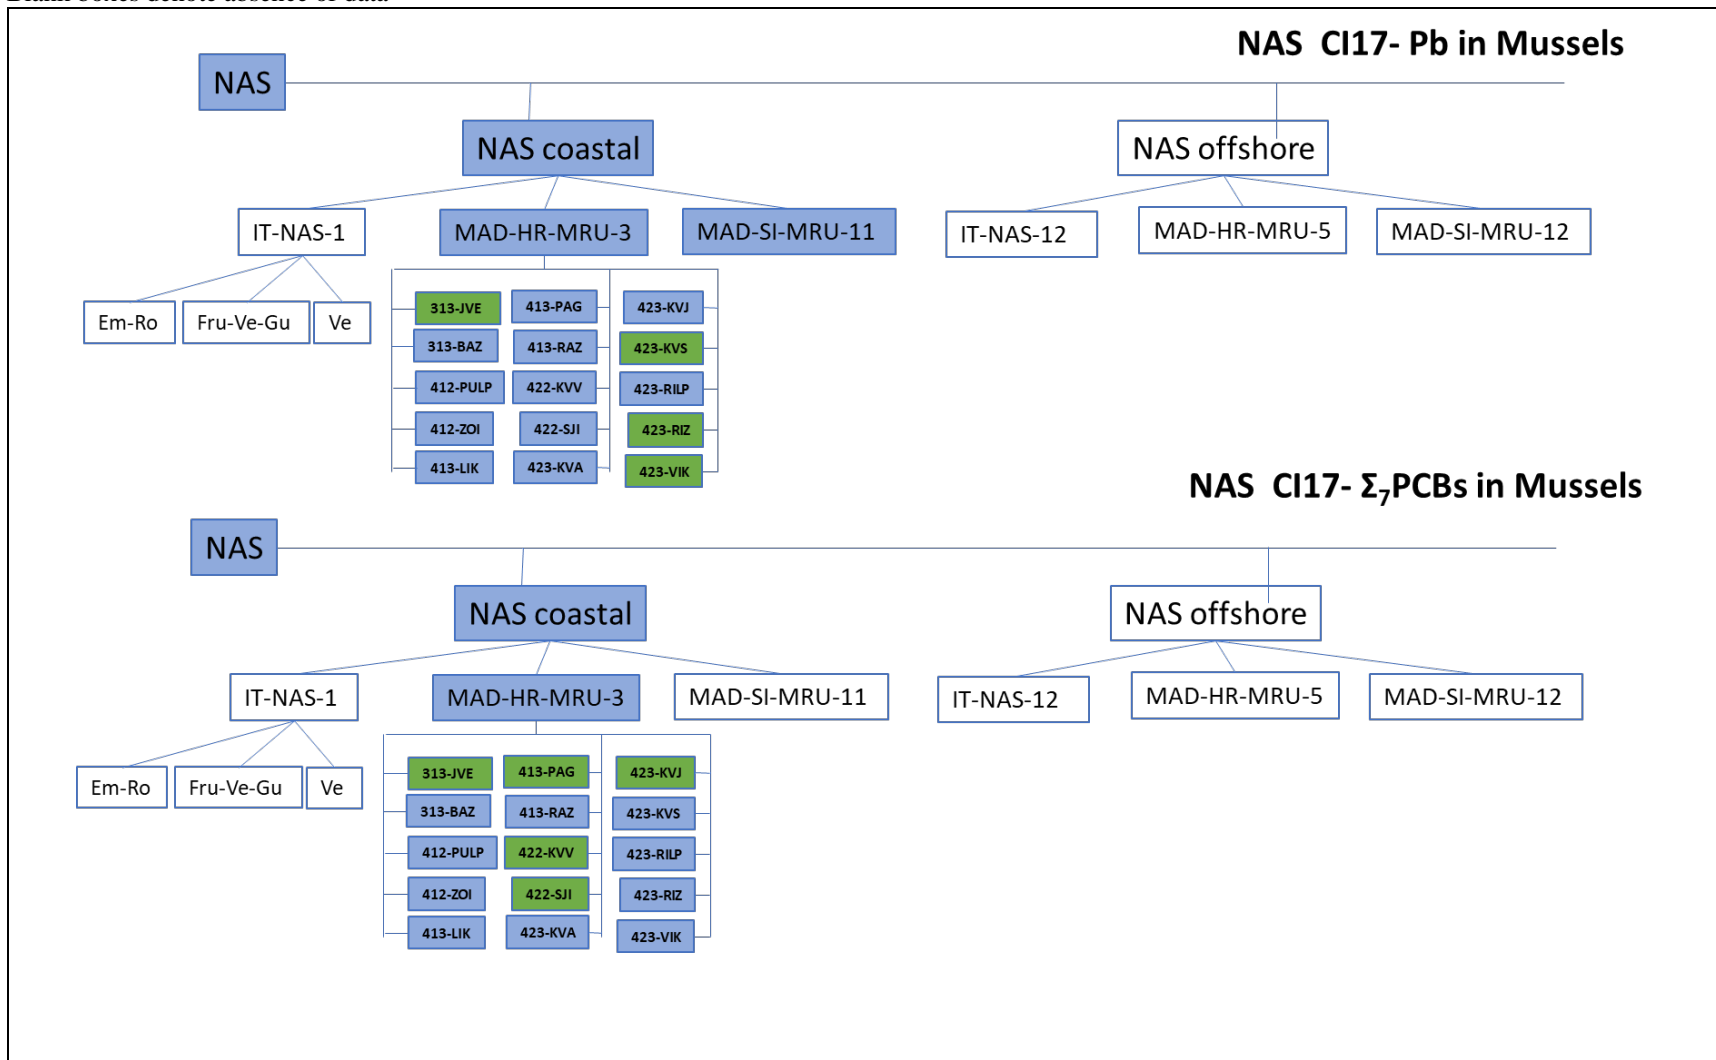 Blank boxes denote absence of data
NAS CI17- Pb in Mussels
NAS
NAS coastal
NAS offshore
IT-NAS-1
MAD-HR-MRU-3
MAD-SI-MRU-11
IT-NAS-12
MAD-HR-MRU-5
MAD-SI-MRU-12
Em-Ro
Fru-Ve-Gu
Ve
313-JVE
413-PAG
423-KVJ
313-BAZ
413-RAZ
423-KVS
412-PULP
422-KVV
423-RILP
412-ZOI
422-SJI
423-RIZ
413-LIK
423-KVA
423-VIK
NAS CI17- Σ₇PCBs in Mussels
NAS
NAS coastal
NAS offshore
IT-NAS-1
MAD-HR-MRU-3
MAD-SI-MRU-11
IT-NAS-12
MAD-HR-MRU-5
MAD-SI-MRU-12
Em-Ro
Fru-Ve-Gu
Ve
313-JVE
413-PAG
423-KVJ
313-BAZ
413-RAZ
423-KVS
412-PULP
422-KVV
423-RILP
412-ZOI
422-SJI
423-RIZ
413-LIK
423-KVA
423-VIK